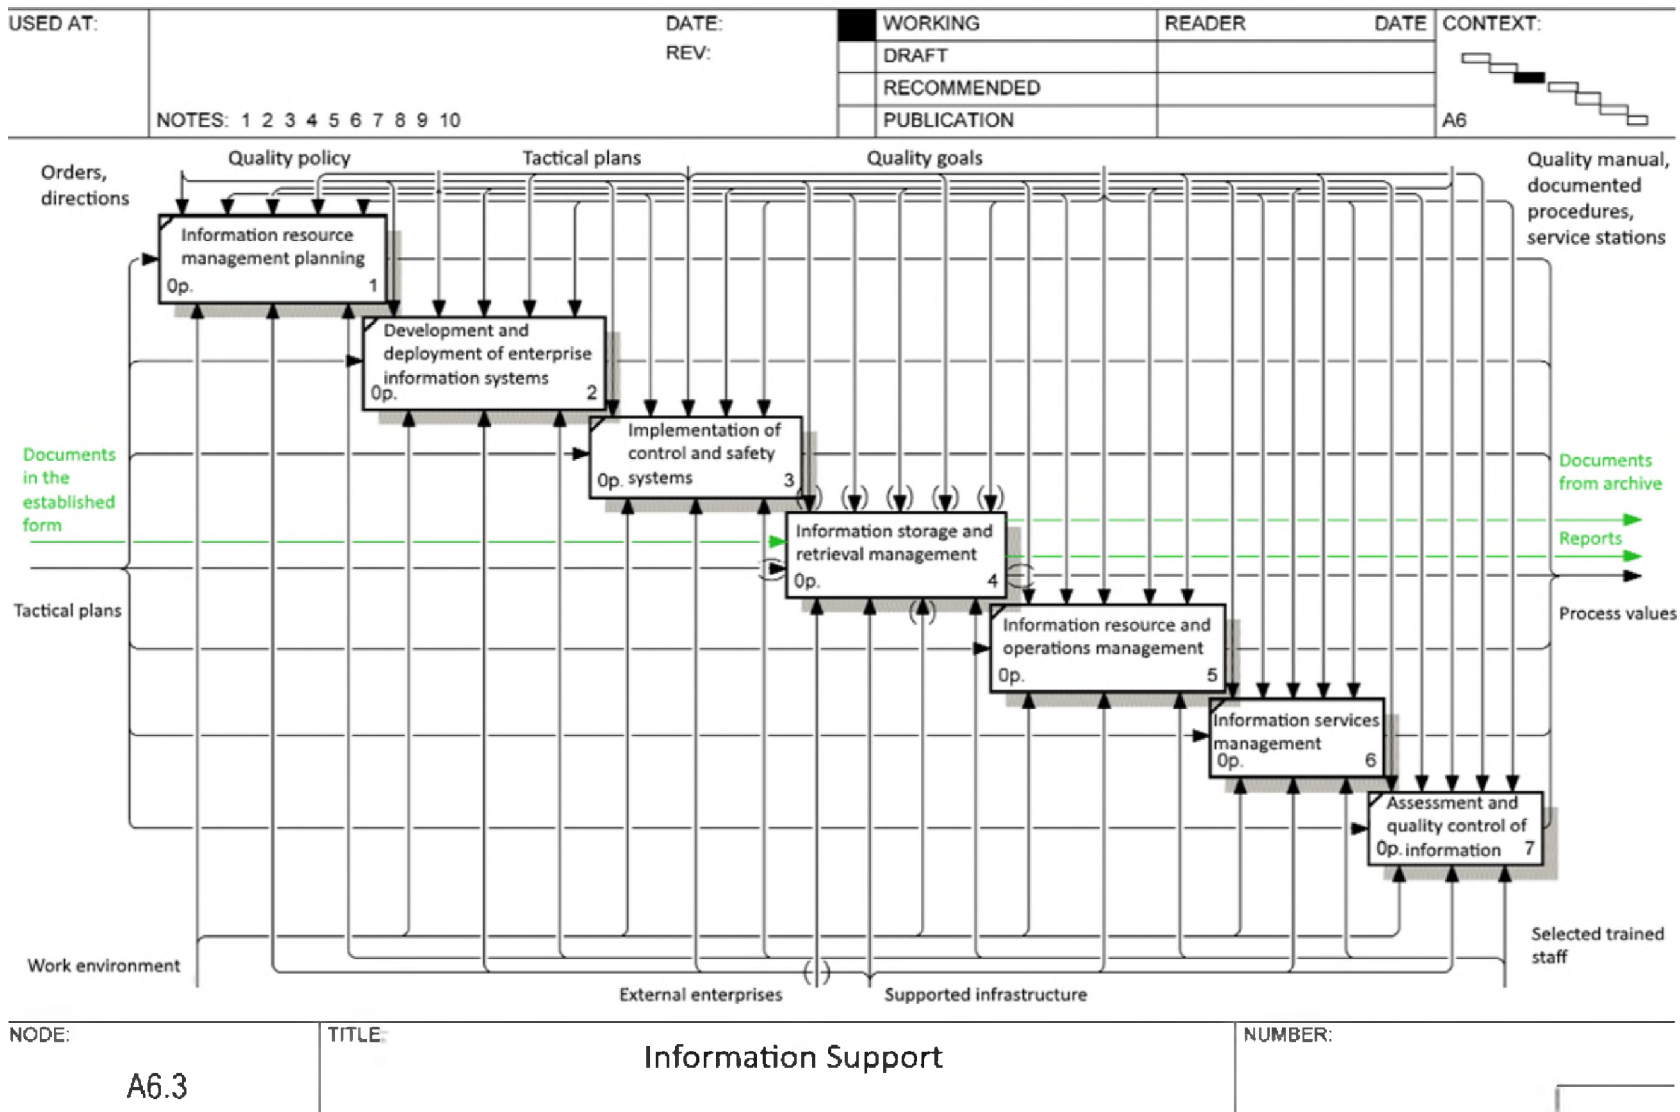 USED AT:
DATE:
REV:
NOTES: 1 2 3 4 5 6 7 8 9 10
WORKING
DRAFT
RECOMMENDED
PUBLICATION
READER DATE
CONTEXT:
A6
Orders,
directions
Quality policy
Tactical plans
Quality goals
Quality manual,
documented
procedures,
service stations
Information resource
management planning
0p. 1
Development and
deployment of enterprise
information systems
0p. 2
Implementation of
control and safety
systems
0p. 3
Documents
in the
established
form
Information storage and
retrieval management
0p. 4
Documents
from archive
Reports
Tactical plans
Process values
Information resource and
operations management
0p. 5
Information services
management
0p. 6
Assessment and
quality control of
information
0p. 7
Work environment
External enterprises
Supported infrastructure
Selected trained
staff
NODE:
A6.3
TITLE:
Information Support
NUMBER: